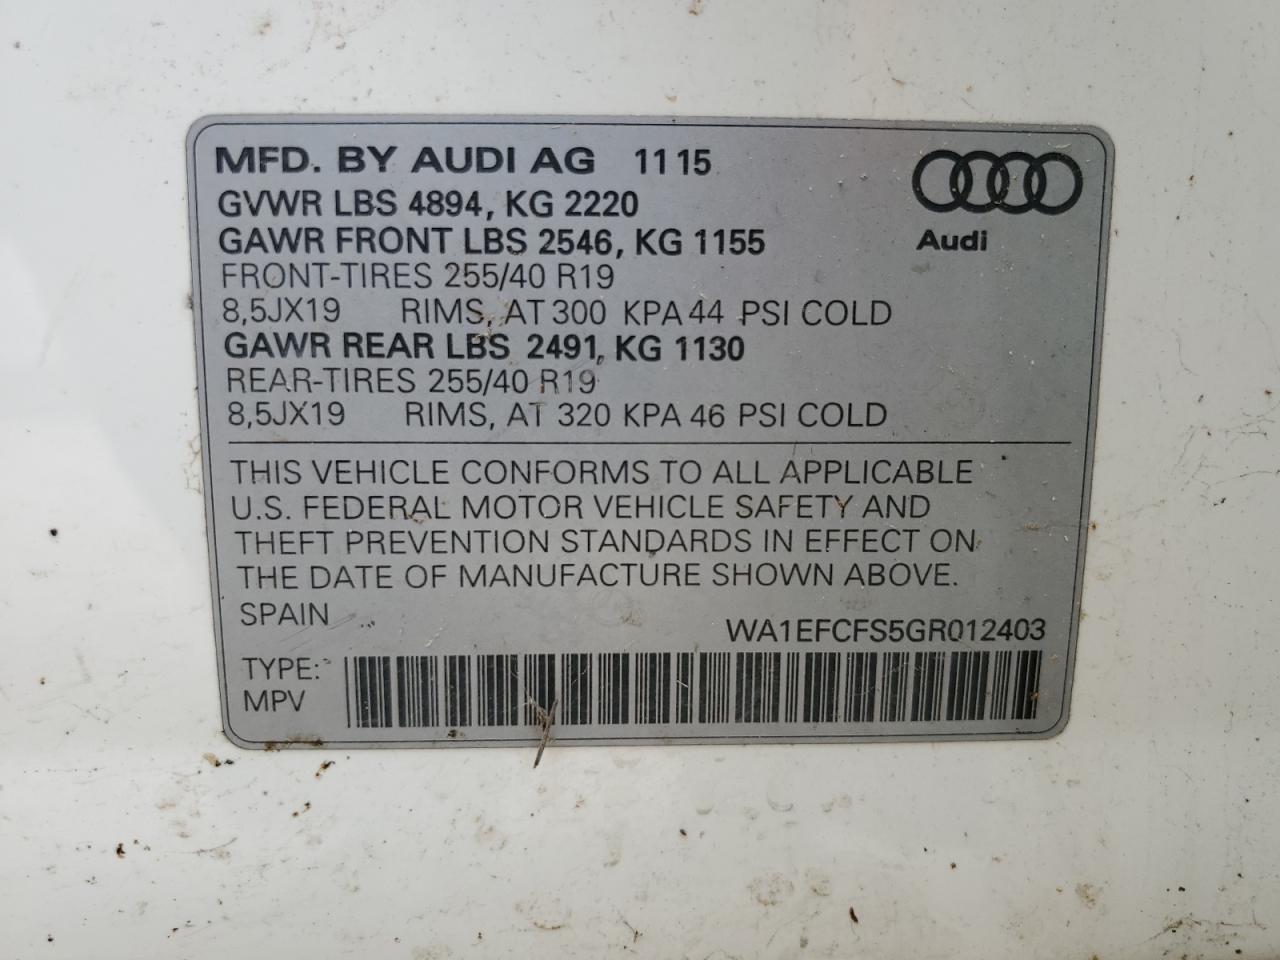 MFD. BY AUDI AG 11 15
GVWR LBS 4894, KG 2220
GAWR FRONT LBS 2546, KG 1155
Audi
FRONT-TIRES 255/40 R19
8,5JX19 RIMS, AT 300 KPA 44 PSI COLD
GAWR REAR LBS 2491, KG 1130
REAR-TIRES 255/40 R19
8,5JX19 RIMS, AT 320 KPA 46 PSI COLD
THIS VEHICLE CONFORMS TO ALL APPLICABLE
U.S. FEDERAL MOTOR VEHICLE SAFETY AND
THEFT PREVENTION STANDARDS IN EFFECT ON
THE DATE OF MANUFACTURE SHOWN ABOVE.
SPAIN
WA1EFCFS5GR012403
TYPE:
MPV